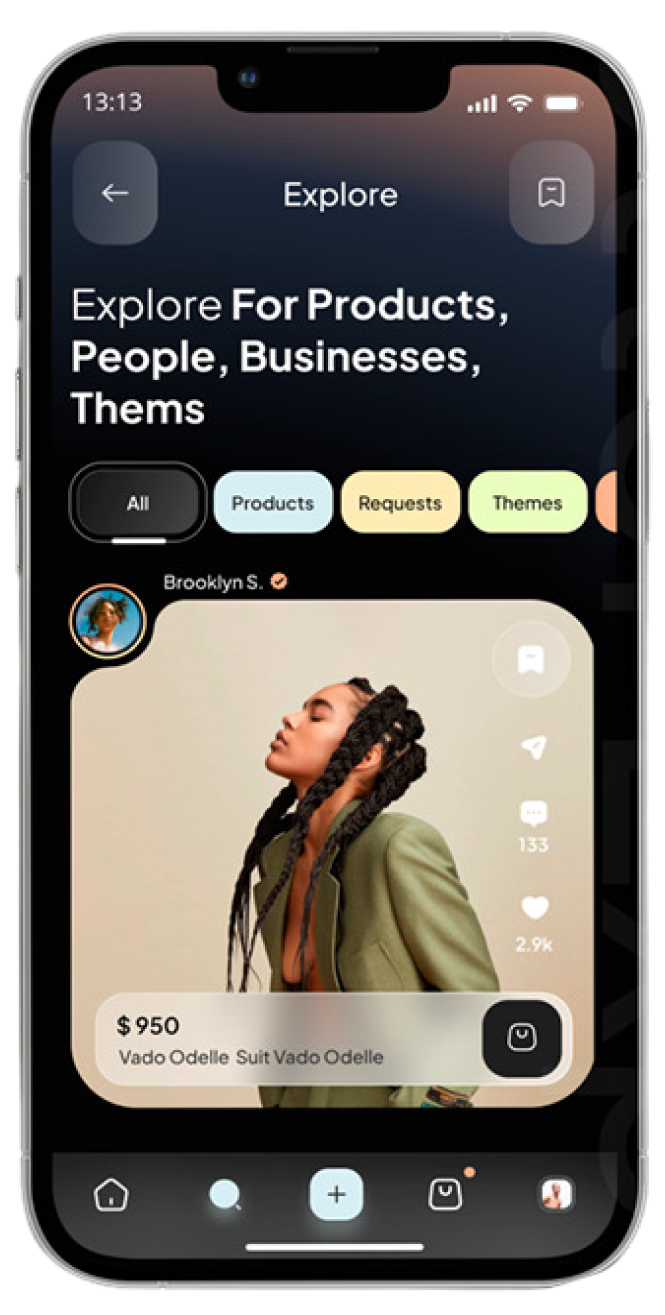 13:13
Explore
Explore For Products,
People, Businesses,
Thems
All
Products
Requests
Themes
Brooklyn S.
133
2.9k
$ 950
Vado Odelle Suit Vado Odelle